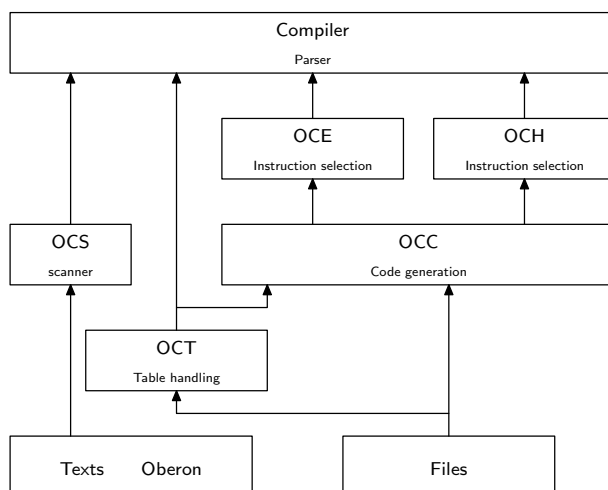 Compiler
Parser
OCE
Instruction selection
OCH
Instruction selection
OCS
scanner
OCC
Code generation
OCT
Table handling
Texts Oberon
Files